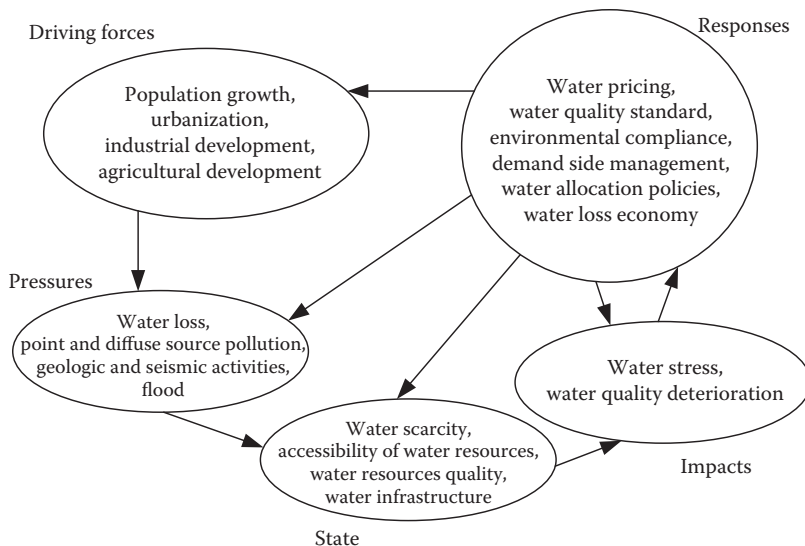 Driving forces
Population growth,
urbanization,
industrial development,
agricultural development
Responses
Water pricing,
water quality standard,
environmental compliance,
demand side management,
water allocation policies,
water loss economy
Pressures
Water loss,
point and diffuse source pollution,
geologic and seismic activities,
flood
Water scarcity,
accessibility of water resources,
water resources quality,
water infrastructure
State
Water stress,
water quality deterioration
Impacts